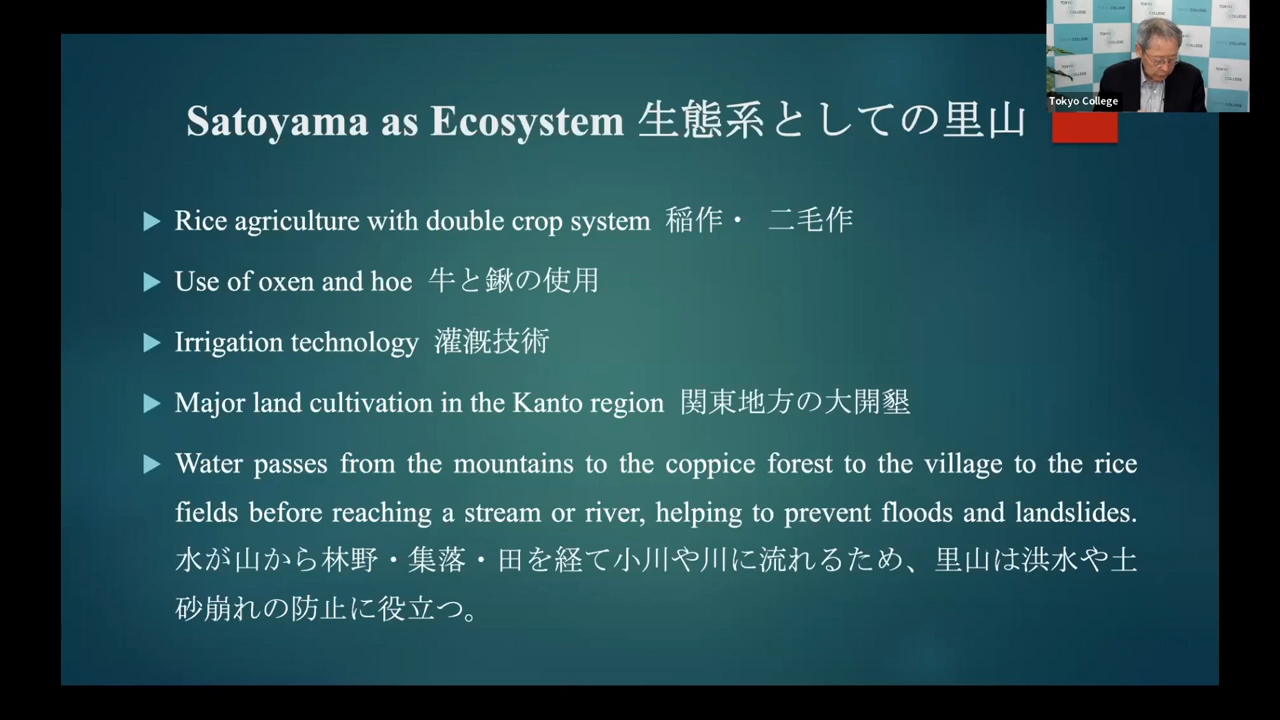 Satoyama as Ecosystem 生態系としての里山
Rice agriculture with double crop system 稲作・ 二毛作
Use of oxen and hoe 牛と鍬の使用
Irrigation technology 灌漑技術
Major land cultivation in the Kanto region 関東地方の大開墾
Water passes from the mountains to the coppice forest to the village to the rice
fields before reaching a stream or river, helping to prevent floods and landslides.
水が山から林野・集落・田を経て小川や川に流れるため、里山は洪水や土
砂崩れの防止に役立つ。
Tokyo College